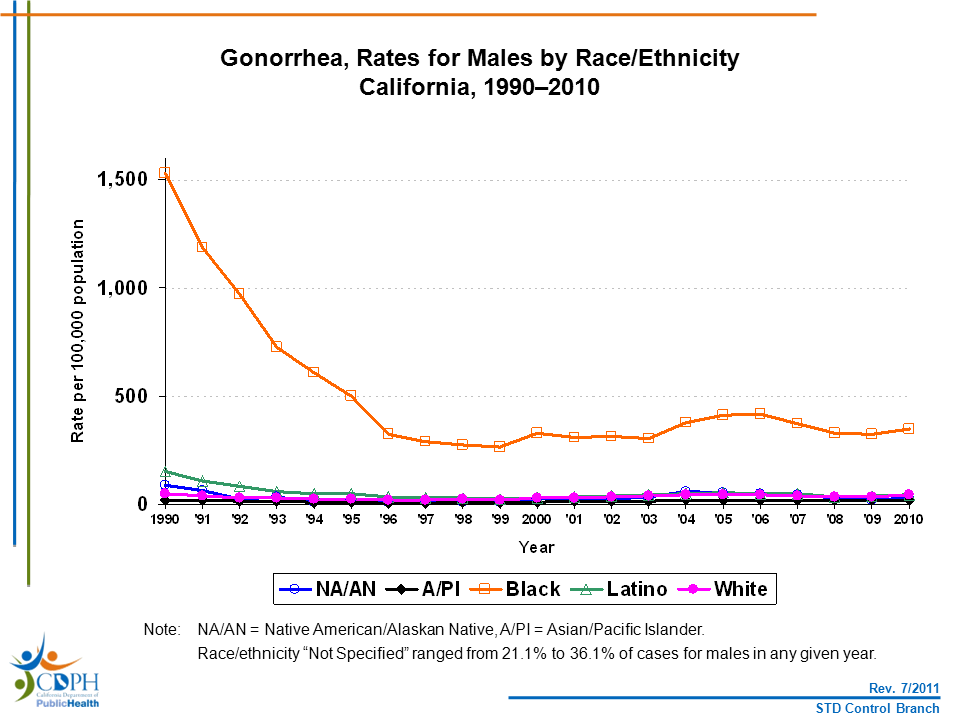 Gonorrhea, Rates for Males by Race/Ethnicity
California, 1990–2010
Rate per 100,000 population
1,500
1,000
500
0
1990 '91 '92 '93 '94 '95 '96 '97 '98 '99 2000 '01 '02 '03 '04 '05 '06 '07 '08 '09 2010
Year
NA/AN A/PI Black Latino White
Note: NA/AN = Native American/Alaskan Native, A/PI = Asian/Pacific Islander.
Race/ethnicity “Not Specified” ranged from 21.1% to 36.1% of cases for males in any given year.
CDPH
California Department of
PublicHealth
Rev. 7/2011
STD Control Branch